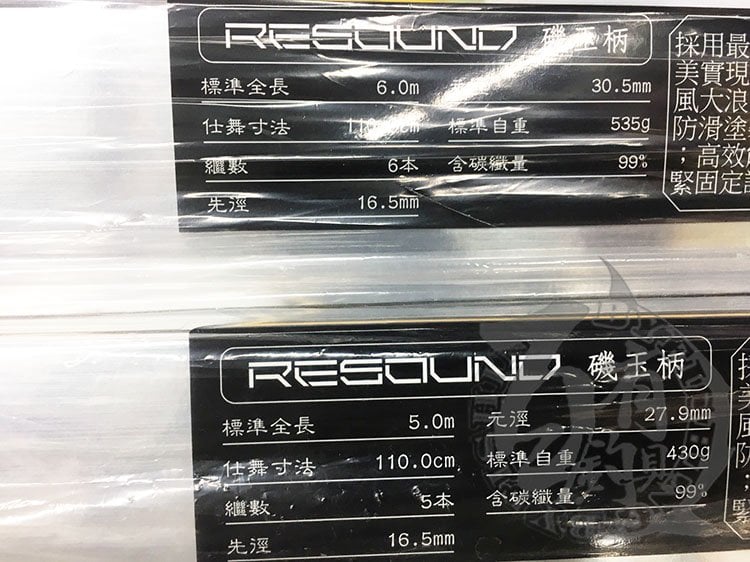 RESOUND 磯玉柄
標準全長 6.0m 30.5mm
仕舞寸法 標準自重 535g
繼數 6本 含碳纖量 99%
先徑 16.5mm
採用最
美實現
風大浪
防滑塗
；高效
緊固定
RESOUND 磯玉柄
標準全長 5.0m 元徑 27.9mm
仕舞寸法 110.0cm 標準自重 430g
繼數 5本 含碳纖量 99%
先徑 16.5mm